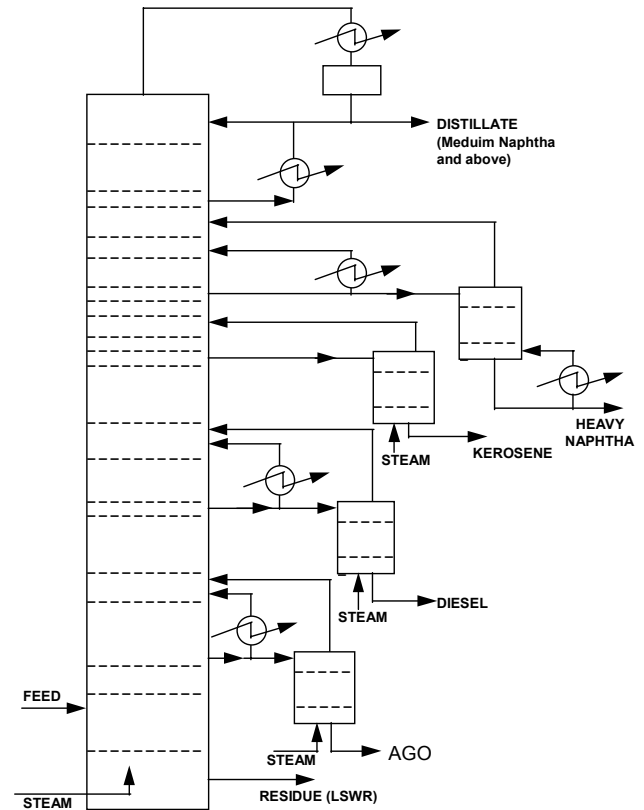 DISTILLATE
(Meduim Naphtha
and above)
HEAVY
NAPHTHA
STEAM
KEROSENE
STEAM
DIESEL
FEED
STEAM
AGO
STEAM
RESIDUE (LSWR)